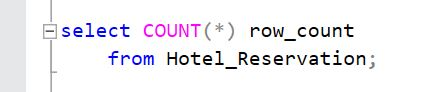 select COUNT(*) row_count
from Hotel_Reservation;